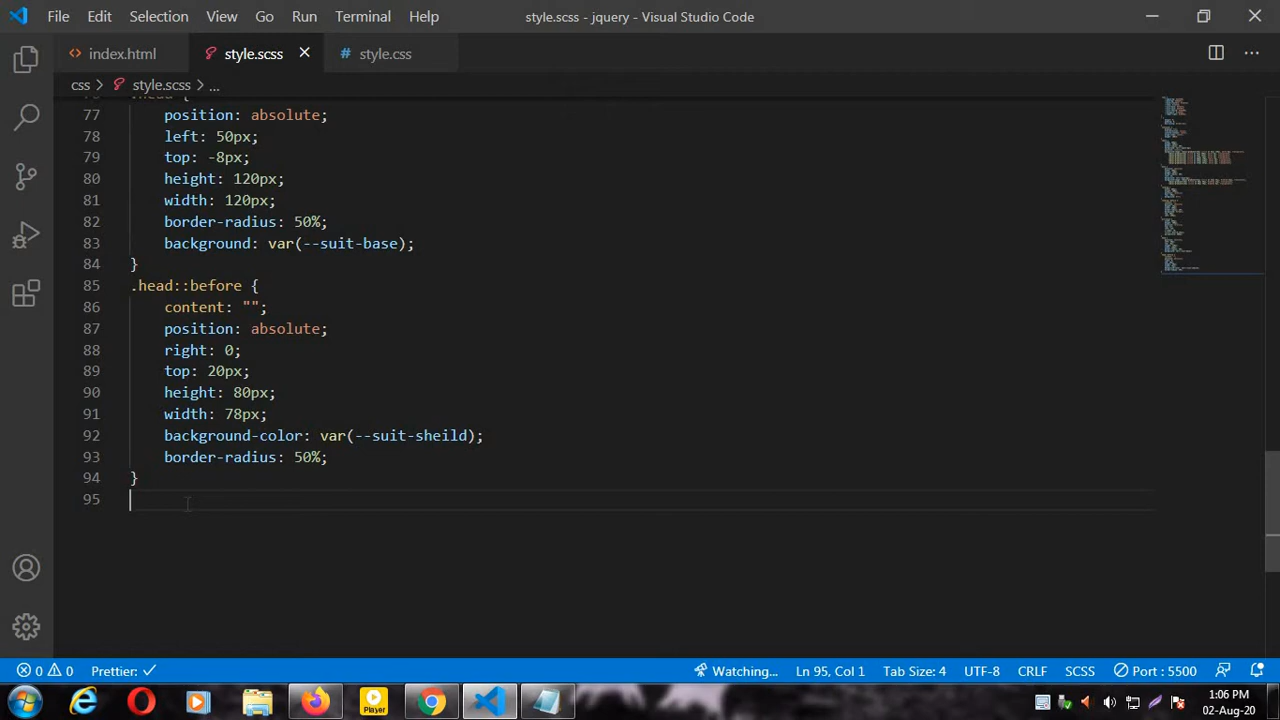 File Edit Selection View Go Run Terminal Help style.scss - jquery - Visual Studio Code
index.html style.scss style.css
css > style.scss > ...
77 position: absolute;
78 left: 50px;
79 top: -8px;
80 height: 120px;
81 width: 120px;
82 border-radius: 50%;
83 background: var(--suit-base);
84 }
85 .head::before {
86 content: "";
87 position: absolute;
88 right: 0;
89 top: 20px;
90 height: 80px;
91 width: 78px;
92 background-color: var(--suit-sheild);
93 border-radius: 50%;
94 }
95
0 0 Prettier: ✓ Watching... Ln 95, Col 1 Tab Size: 4 UTF-8 CRLF SCSS Port : 5500
Player 1:06 PM
02-Aug-20